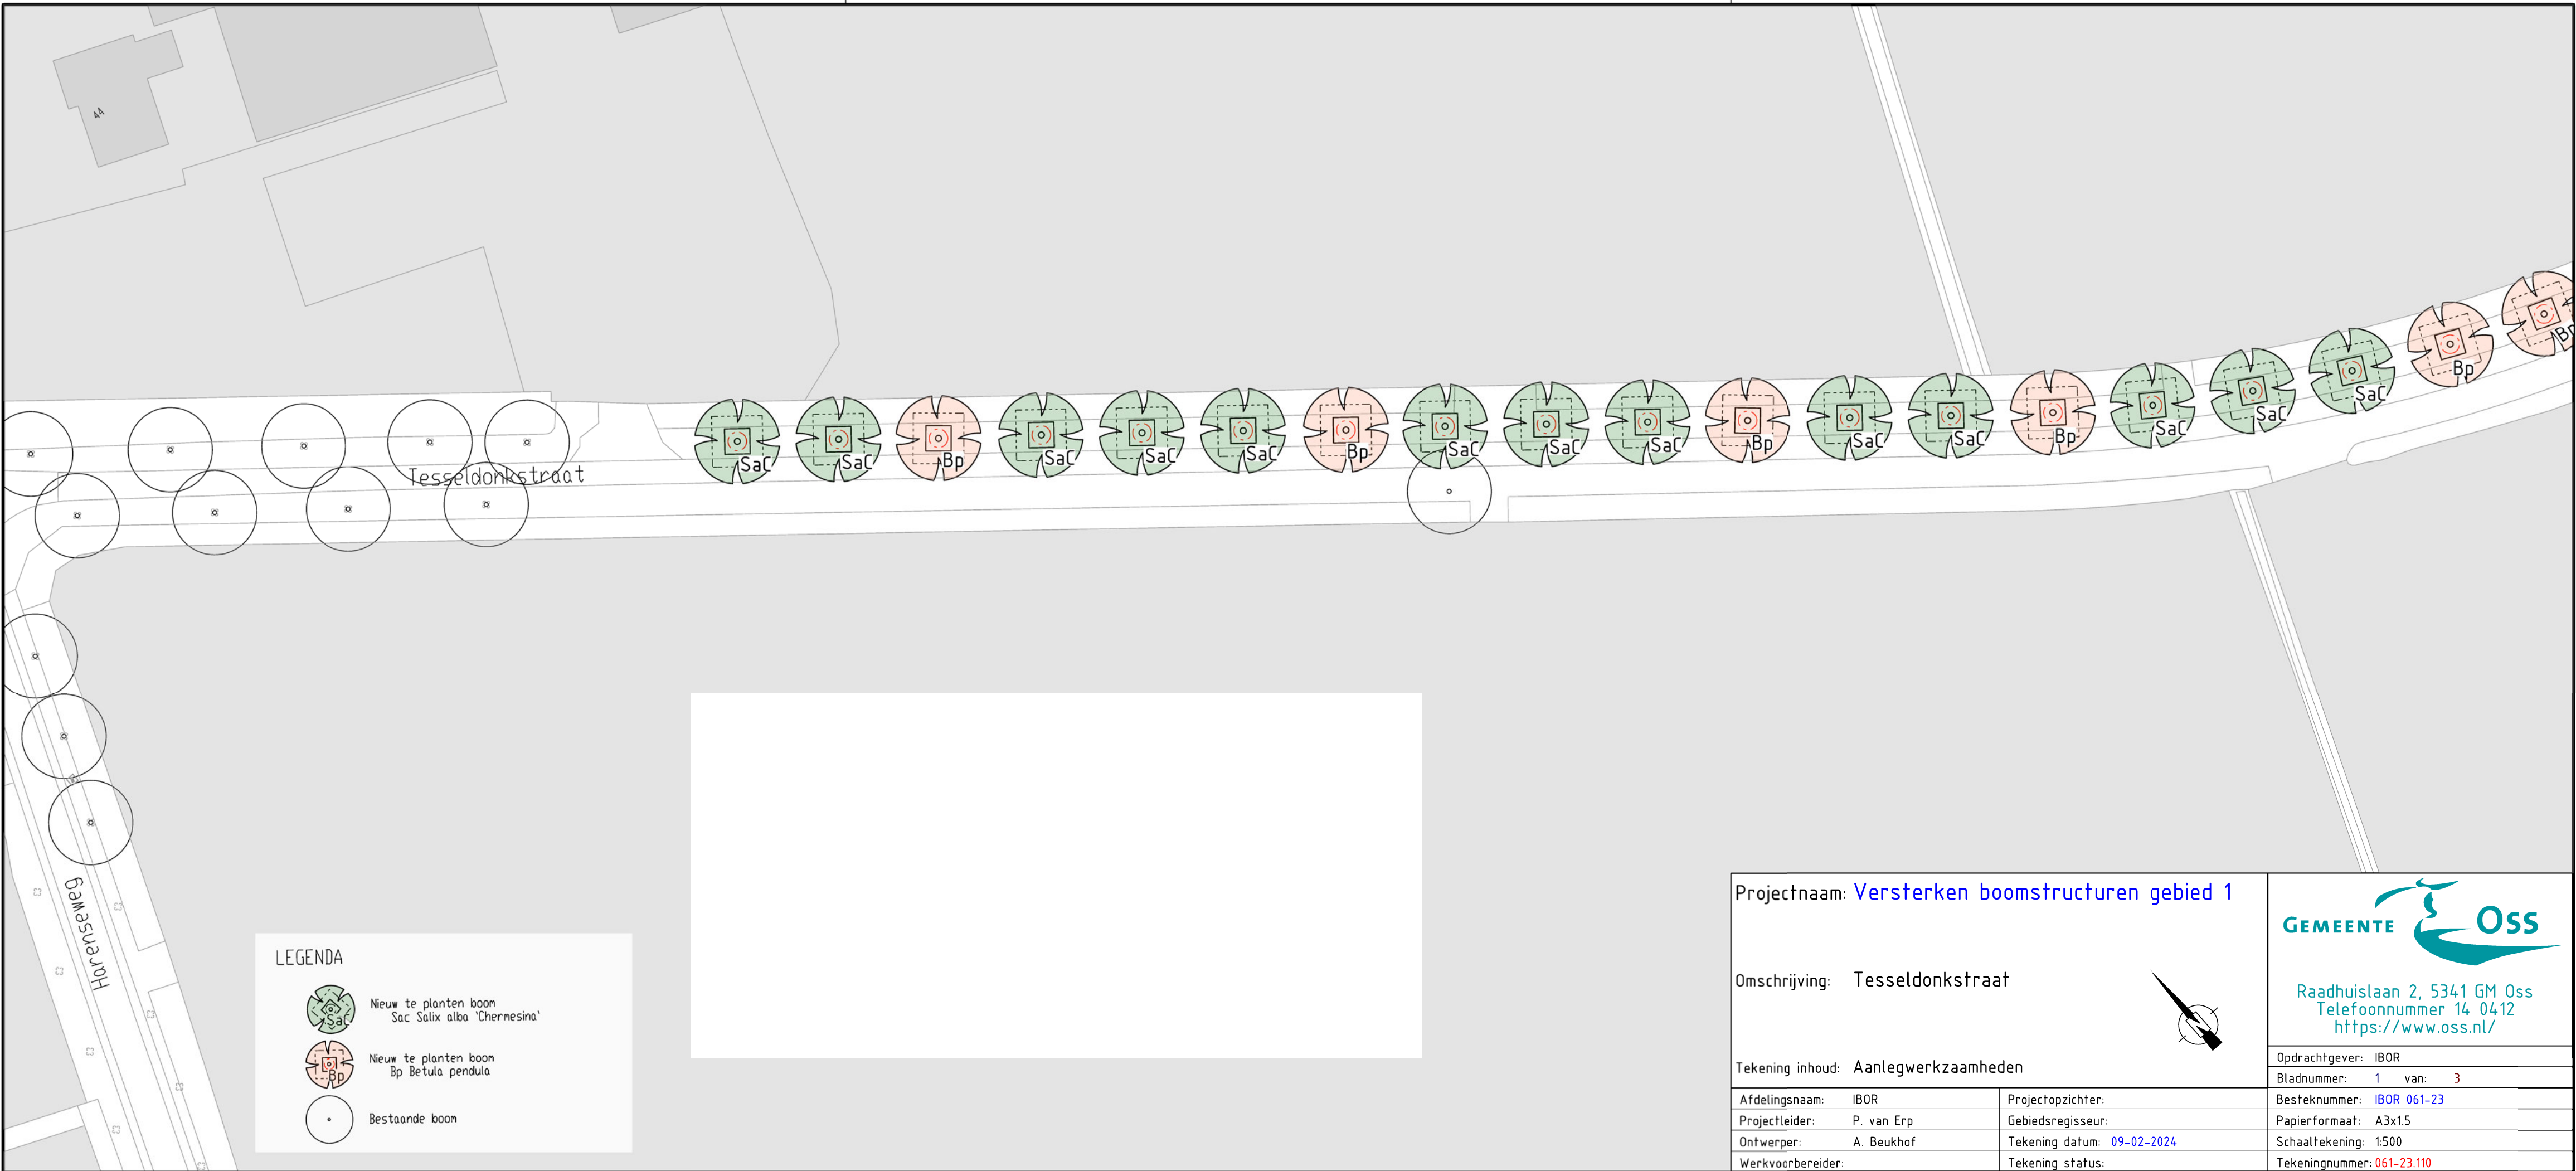 44
SaC SaC Bp SaC SaC SaC Bp SaC SaC SaC Bp SaC SaC Bp SaC SaC SaC Bp Bp
Tesseldonkstraat
Harenseweg
LEGENDA
Nieuw te planten boom
Sac Salix alba 'Chermesina'
SaC
Nieuw te planten boom
Bp Betula pendula
Bp
Bestaande boom
Projectnaam: Versterken boomstructuren gebied 1
Omschrijving: Tesseldonkstraat
Tekening inhoud: Aanlegwerkzaamheden
Afdelingsnaam: IBOR
Projectopzichter:
Projectleider: P. van Erp
Gebiedsregisseur:
Ontwerper: A. Beukhof
Tekening datum: 09-02-2024
Werkvoorbereider:
Tekening status:
GEMEENTE OSS
Raadhuislaan 2, 5341 GM Oss
Telefoonnummer 14 0412
https://www.oss.nl/
Opdrachtgever: IBOR
Bladnummer: 1 van: 3
Besteknummer: IBOR 061-23
Papierformaat: A3x1.5
Schaaltekening: 1:500
Tekeningnummer: 061-23.110